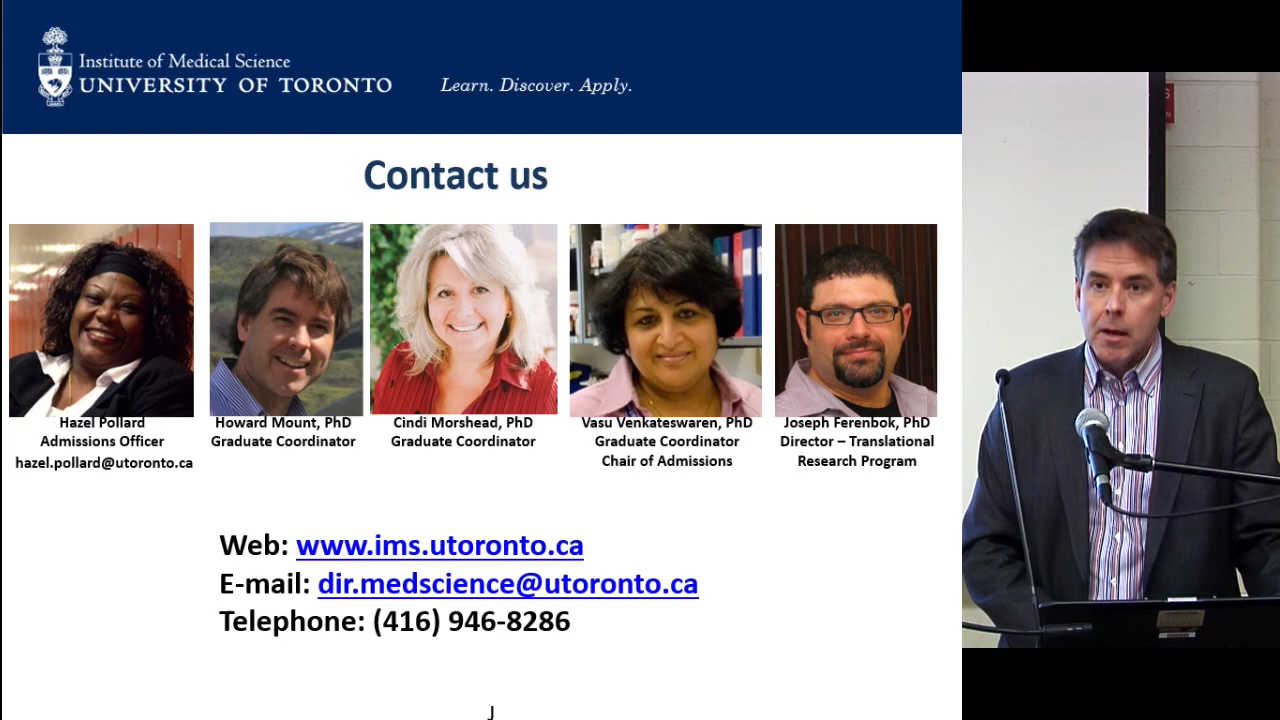 Institute of Medical Science
UNIVERSITY OF TORONTO
Learn. Discover. Apply.
Contact us
Hazel Pollard
Admissions Officer
hazel.pollard@utoronto.ca
Howard Mount, PhD
Graduate Coordinator
Cindi Morshead, PhD
Graduate Coordinator
Vasu Venkateswaren, PhD
Graduate Coordinator
Chair of Admissions
Joseph Ferenbok, PhD
Director – Translational
Research Program
Web: www.ims.utoronto.ca
E-mail: dir.medscience@utoronto.ca
Telephone: (416) 946-8286
J